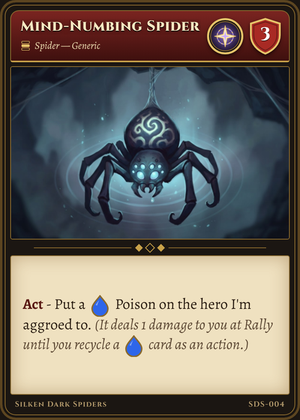 Mind-Numbing Spider
3
Spider — Generic
Act - Put a Poison on the hero I'm
aggroed to. (It deals 1 damage to you at Rally
until you recycle a card as an action.)
Silken Dark Spiders
SDS-004